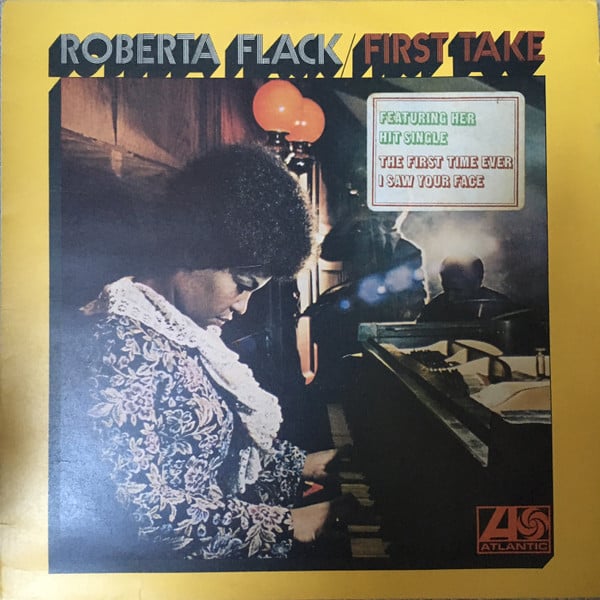 ROBERTA FLACK/FIRST TAKE
FEATURING HER
HIT SINGLE
THE FIRST TIME EVER
I SAW YOUR FACE
ATLANTIC